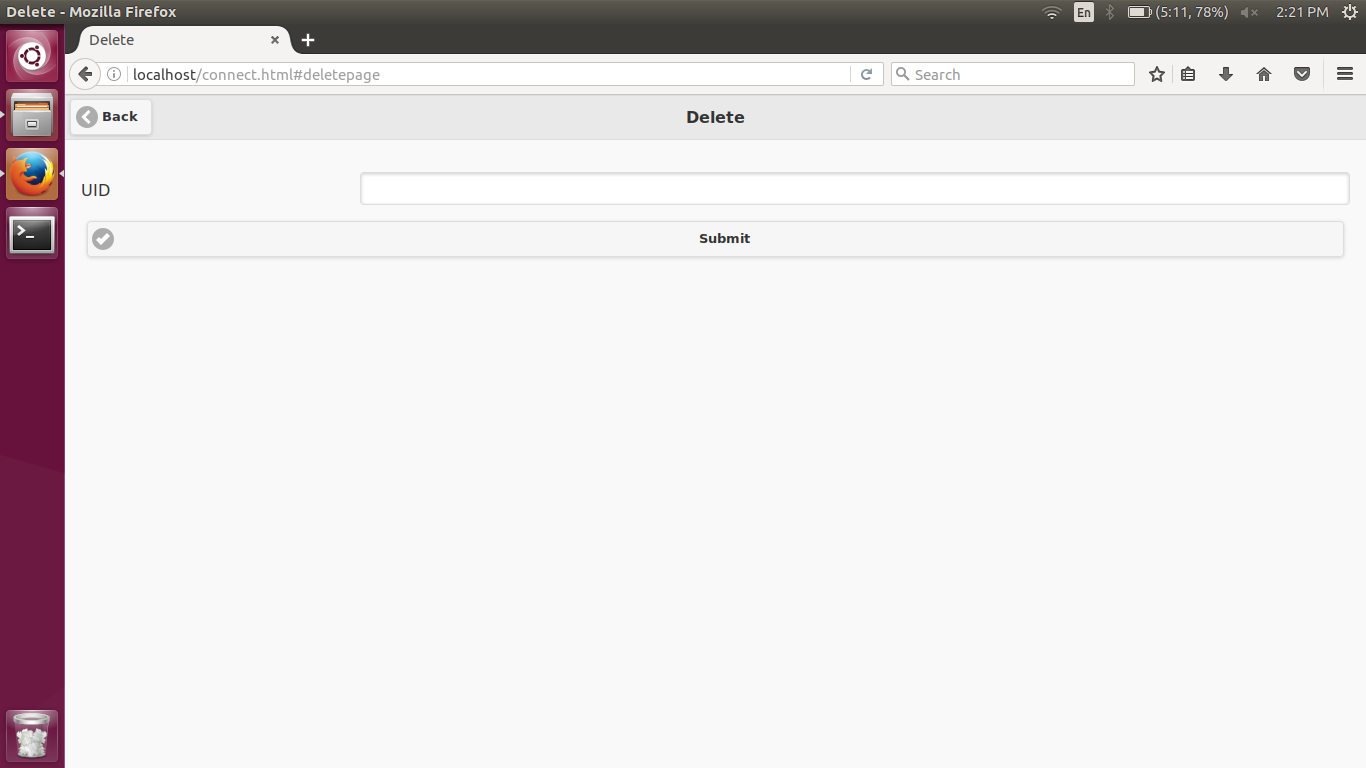 Delete - Mozilla Firefox
En
(5:11, 78%)
2:21 PM
Delete
localhost/connect.html#deletepage
Search
Back
Delete
UID
Submit